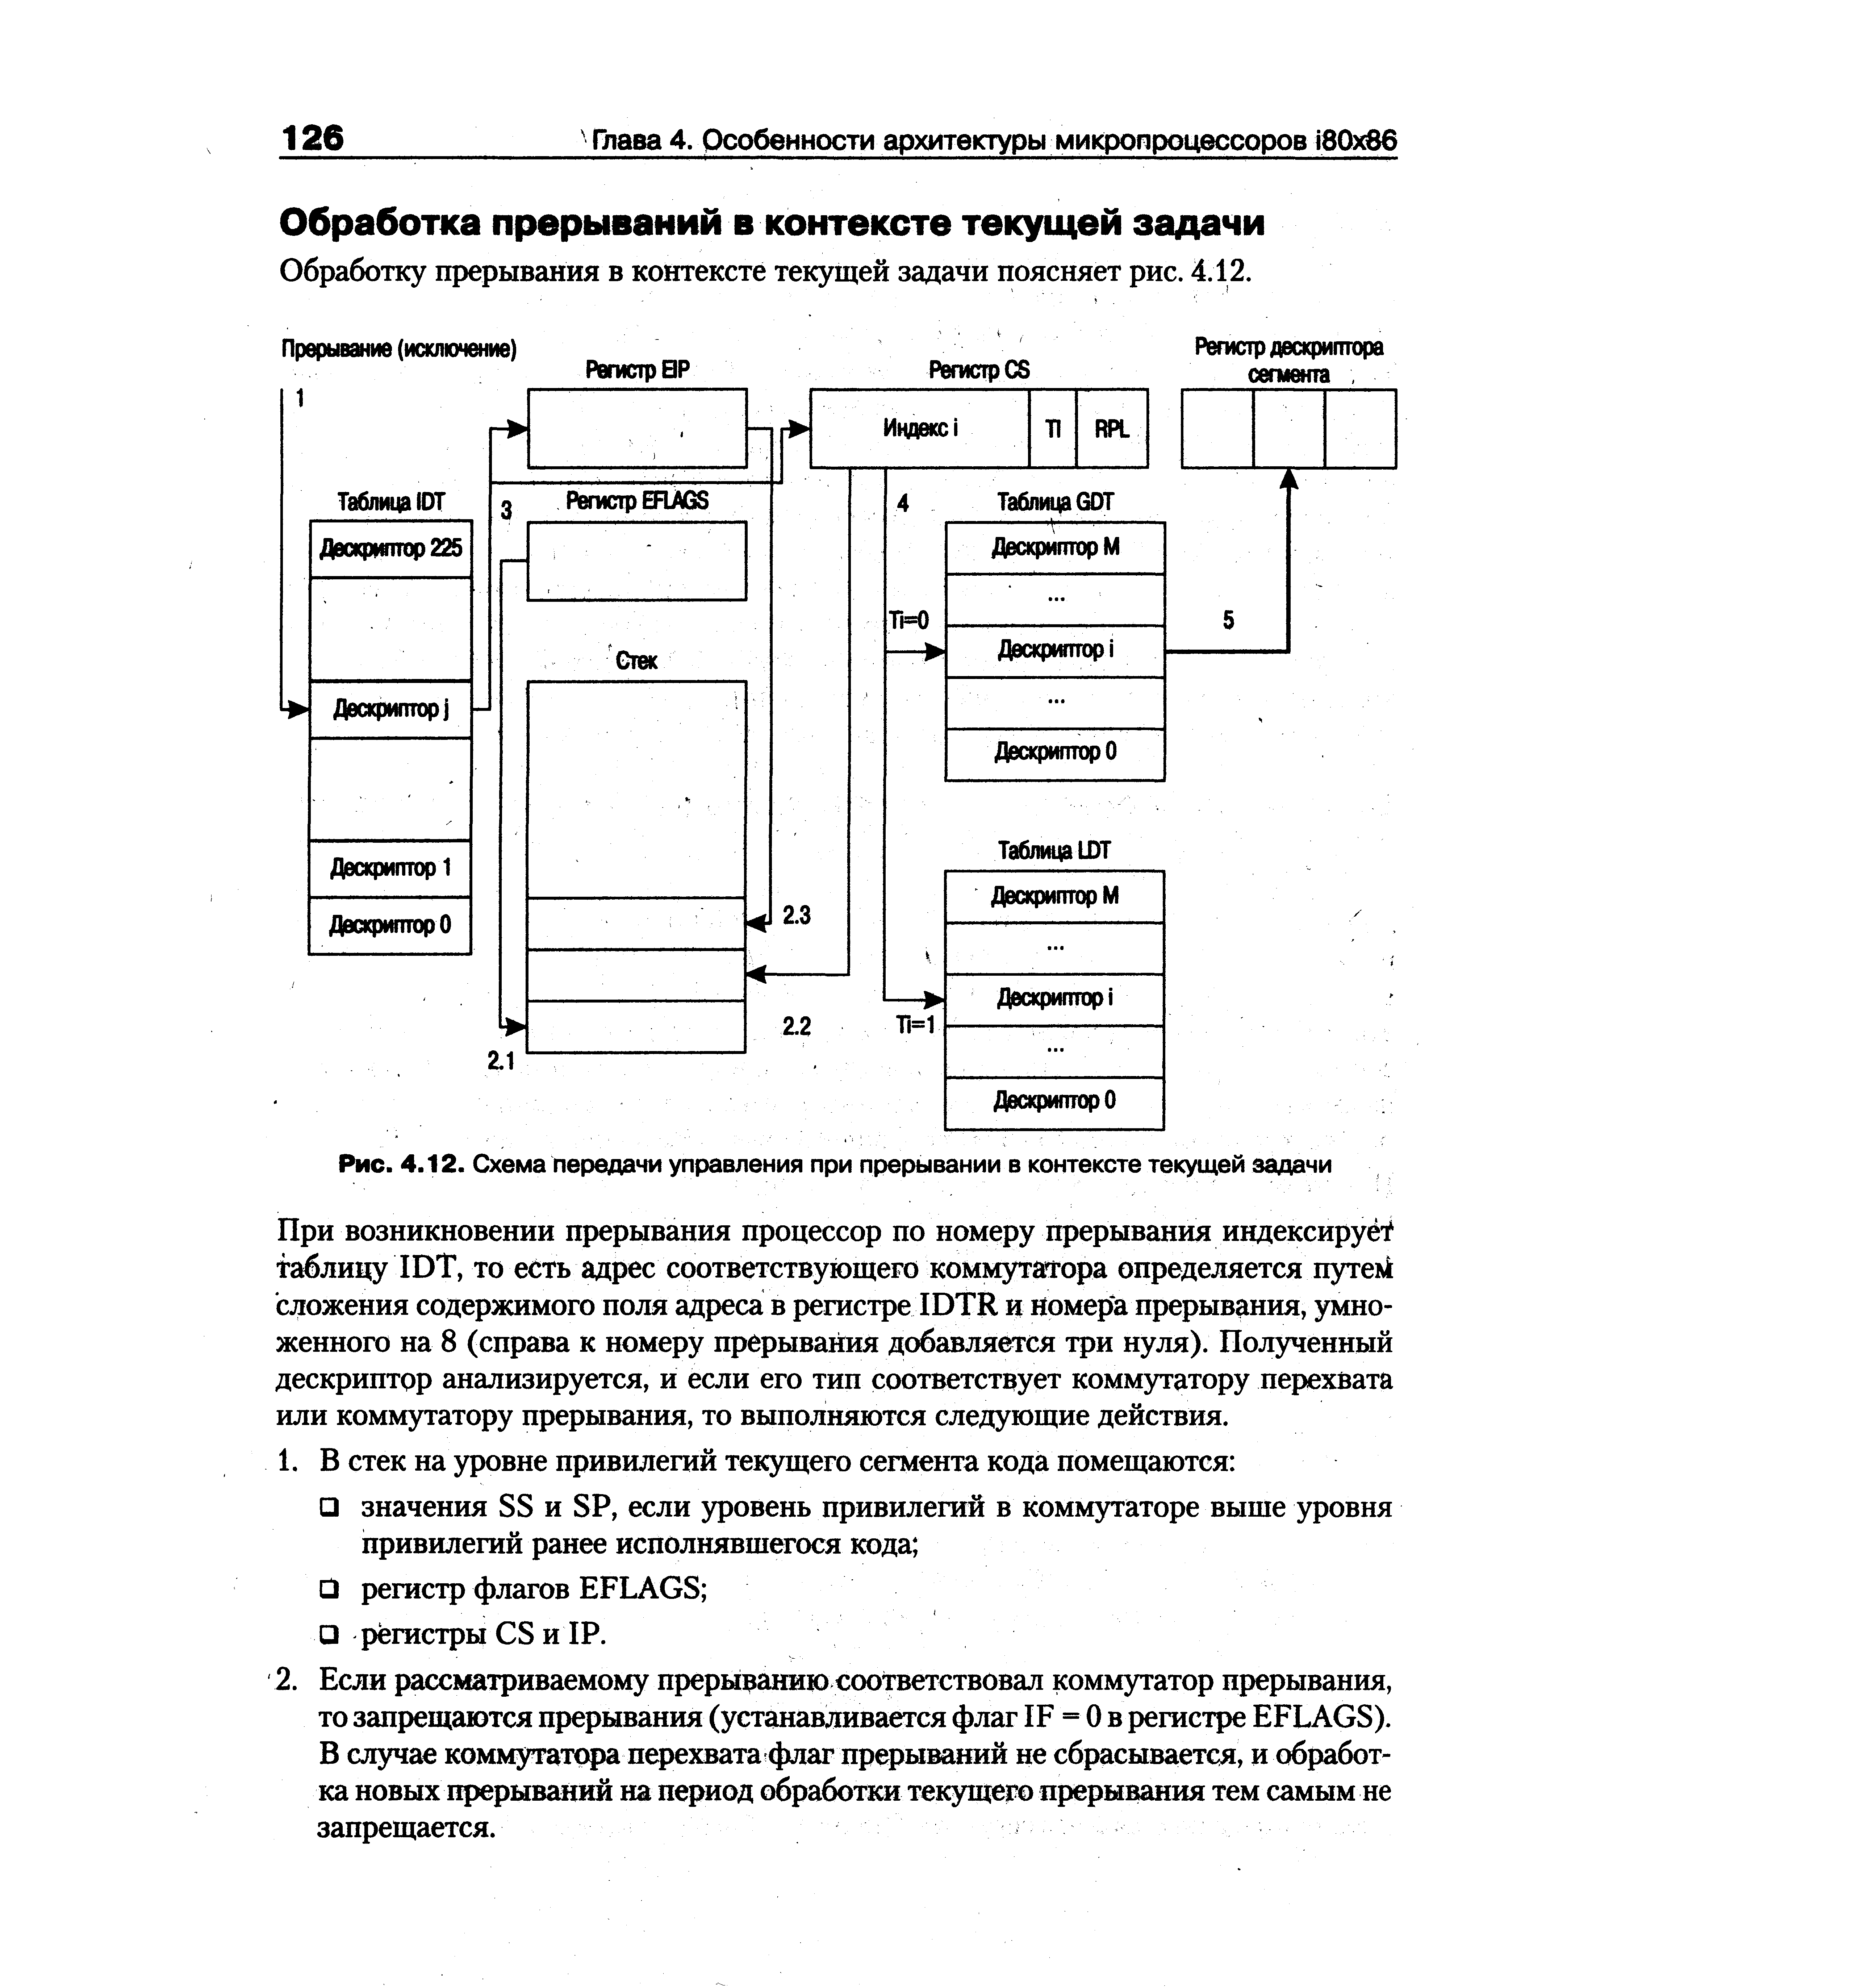 126
Глава 4. Особенности архитектуры микропроцессоров i80x86
Обработка прерываний в контексте текущей задачи
Обработку прерывания в контексте текущей задачи поясняет рис. 4.12.
Прерывание (исключение)
1
Регистр EIP
Регистр CS
Регистр дескриптора
сегмента
Индекс i
TI
RPL
Таблица IDT
3
Регистр EFLAGS
4
Таблица GDT
Дескриптор 225
Дескриптор M
...
Ti=0
5
Дескриптор i
Стек
Дескриптор j
...
Дескриптор 0
Таблица LDT
Дескриптор 1
Дескриптор M
Дескриптор 0
2.3
...
Дескриптор i
2.2
Ti=1
2.1
...
Дескриптор 0
Рис. 4.12. Схема передачи управления при прерывании в контексте текущей задачи
При возникновении прерывания процессор по номеру прерывания индексирует
таблицу IDT, то есть адрес соответствующего коммутатора определяется путем
сложения содержимого поля адреса в регистре IDTR и номера прерывания, умно-
женного на 8 (справа к номеру прерывания добавляется три нуля). Полученный
дескриптор анализируется, и если его тип соответствует коммутатору перехвата
или коммутатору прерывания, то выполняются следующие действия.
1. В стек на уровне привилегий текущего сегмента кода помещаются:
❑ значения SS и SP, если уровень привилегий в коммутаторе выше уровня
привилегий ранее исполнявшегося кода;
❑ регистр флагов EFLAGS;
❑ регистры CS и IP.
2. Если рассматриваемому прерыванию соответствовал коммутатор прерывания,
то запрещаются прерывания (устанавливается флаг IF = 0 в регистре EFLAGS).
В случае коммутатора перехвата флаг прерываний не сбрасывается, и обработ-
ка новых прерываний на период обработки текущего прерывания тем самым не
запрещается.